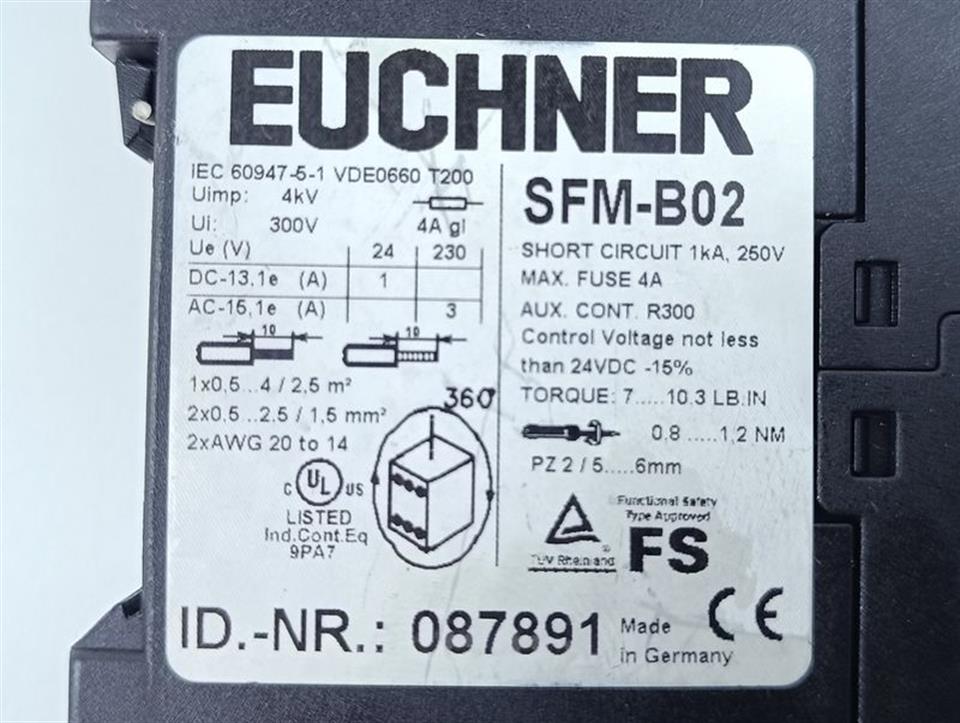 EUCHNER
IEC 60947-5-1 VDE0660 T200
Uimp: 4kV
Ui: 300V 4A gl
Ue (V) 24 230
DC-13,1e (A) 1
AC-15,1e (A) 3
10 10
1x0,5...4 / 2,5 m²
2x0,5...2.5 / 1,5 mm²
2xAWG 20 to 14
360°
C UL US
LISTED
Ind.Cont.Eq
9PA7
SFM-B02
SHORT CIRCUIT 1kA, 250V
MAX. FUSE 4A
AUX. CONT. R300
Control Voltage not less
than 24VDC -15%
TORQUE: 7.....10.3 LB.IN
0,8.....1,2 NM
PZ 2 / 5.....6mm
Functional Safety
Type Approved
TÜV Rheinland
FS
ID.-NR.: 087891
Made
in Germany
CE